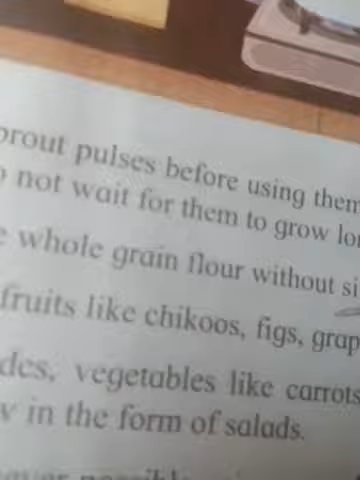 prout pulses before using them
not wait for them to grow lon
e whole grain flour without si
fruits like chikoos, figs, grap
des, vegetables like carrots
w in the form of salads.